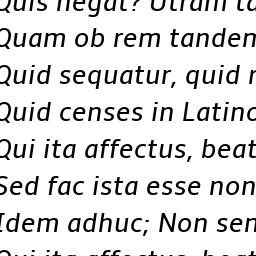 Quis negat? Utram ta
Quam ob rem tandem
Quid sequatur, quid r
Quid censes in Latino
Qui ita affectus, beat
Sed fac ista esse non
Idem adhuc; Non sen
Qui ita affectus, beat